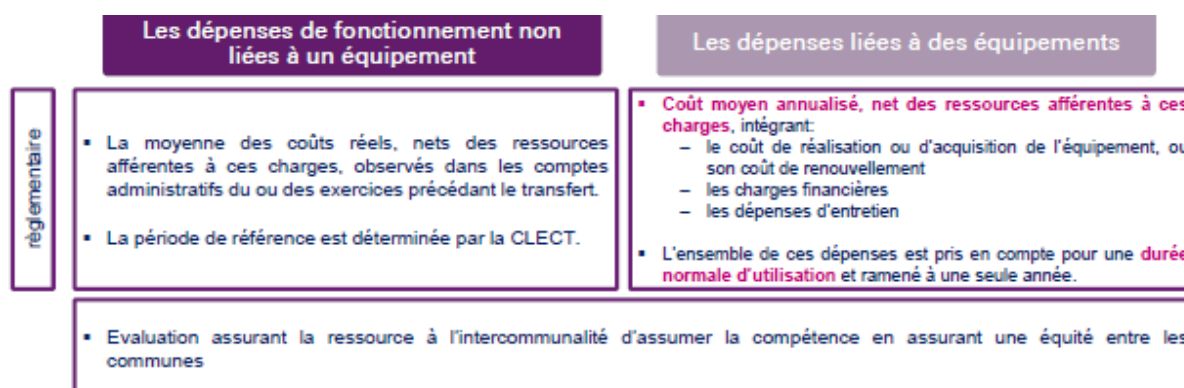 Les dépenses de fonctionnement non
liées à un équipement
Les dépenses liées à des équipements
règlementaire
▪ La moyenne des coûts réels, nets des ressources
afférentes à ces charges, observés dans les comptes
administratifs du ou des exercices précédant le transfert.
▪ La période de référence est déterminée par la CLECT.
▪ Coût moyen annualisé, net des ressources afférentes à ces
charges, intégrant:
– le coût de réalisation ou d'acquisition de l'équipement, ou
son coût de renouvellement
– les charges financières
– les dépenses d'entretien
▪ L'ensemble de ces dépenses est pris en compte pour une durée
normale d'utilisation et ramené à une seule année.
▪ Evaluation assurant la ressource à l'intercommunalité d'assumer la compétence en assurant une équité entre les
communes